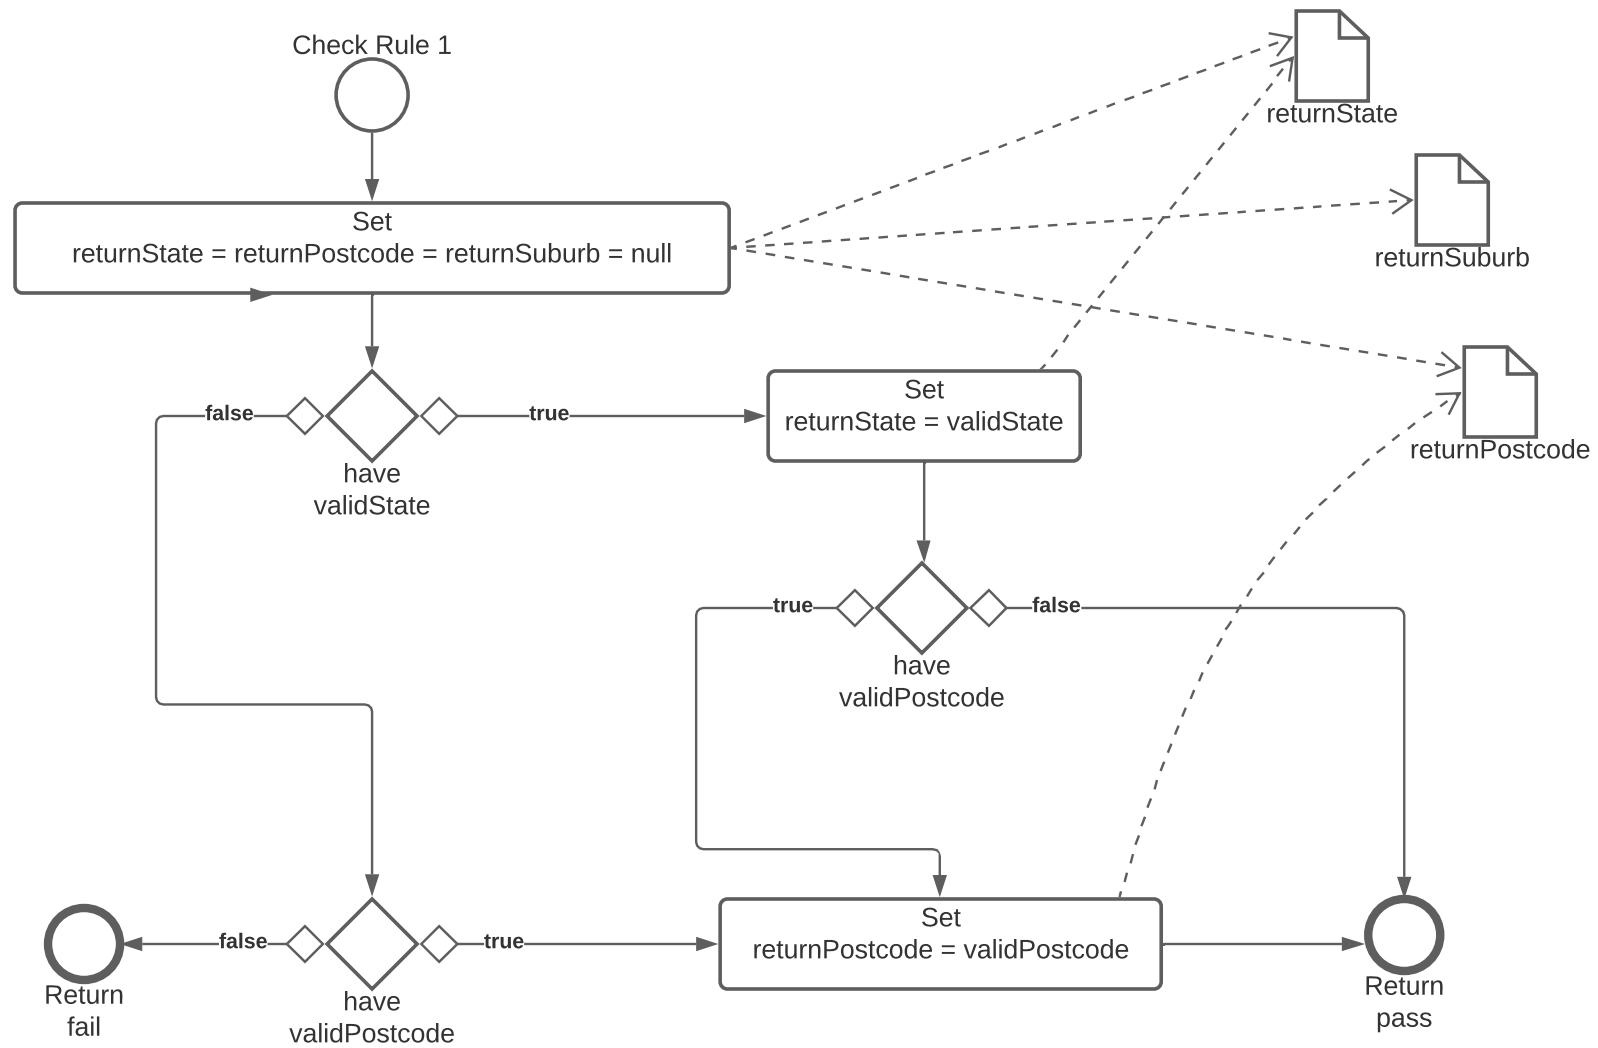 Check Rule 1
returnState
Set
returnState = returnPostcode = returnSuburb = null
returnSuburb
false
true
Set
returnState = validState
returnPostcode
have
validState
true
false
have
validPostcode
false
true
Set
returnPostcode = validPostcode
Return
fail
have
validPostcode
Return
pass